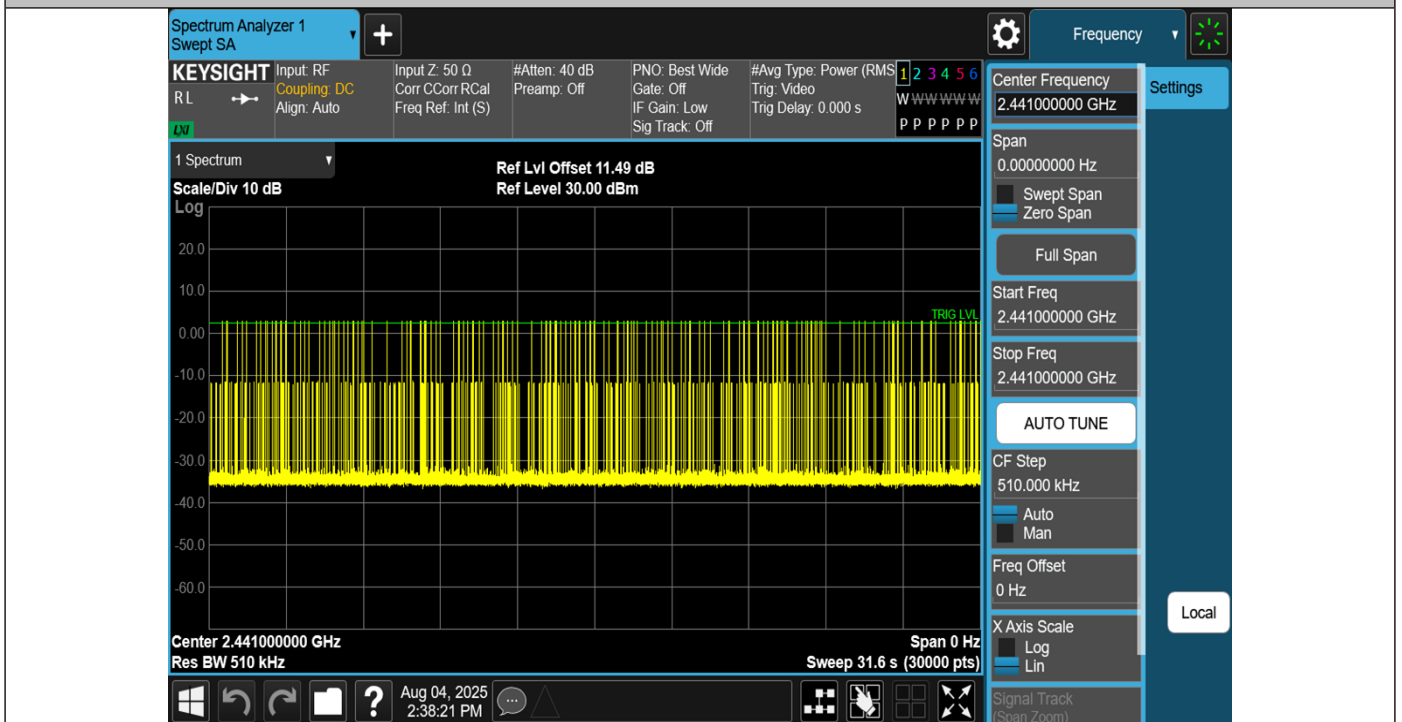 Spectrum Analyzer 1
Swept SA
Frequency
KEYSIGHT
RL
LXI
Input: RF
Coupling: DC
Align: Auto
Input Z: 50 Ω
Corr CCorr RCal
Freq Ref: Int (S)
#Atten: 40 dB
Preamp: Off
PNO: Best Wide
Gate: Off
IF Gain: Low
Sig Track: Off
#Avg Type: Power (RMS
Trig: Video
Trig Delay: 0.000 s
1 2 3 4 5 6
W W W W W W
P P P P P P
Center Frequency
2.441000000 GHz
Settings
Span
0.00000000 Hz
Swept Span
Zero Span
Full Span
Start Freq
2.441000000 GHz
Stop Freq
2.441000000 GHz
AUTO TUNE
CF Step
510.000 kHz
Auto
Man
Freq Offset
0 Hz
X Axis Scale
Log
Lin
Signal Track
(Span Zoom)
Local
1 Spectrum
Scale/Div 10 dB
Log
Ref Lvl Offset 11.49 dB
Ref Level 30.00 dBm
20.0
10.0
TRIG LVL
0.00
-10.0
-20.0
-30.0
-40.0
-50.0
-60.0
Center 2.441000000 GHz
Span 0 Hz
Res BW 510 kHz
Sweep 31.6 s (30000 pts)
?
Aug 04, 2025
2:38:21 PM